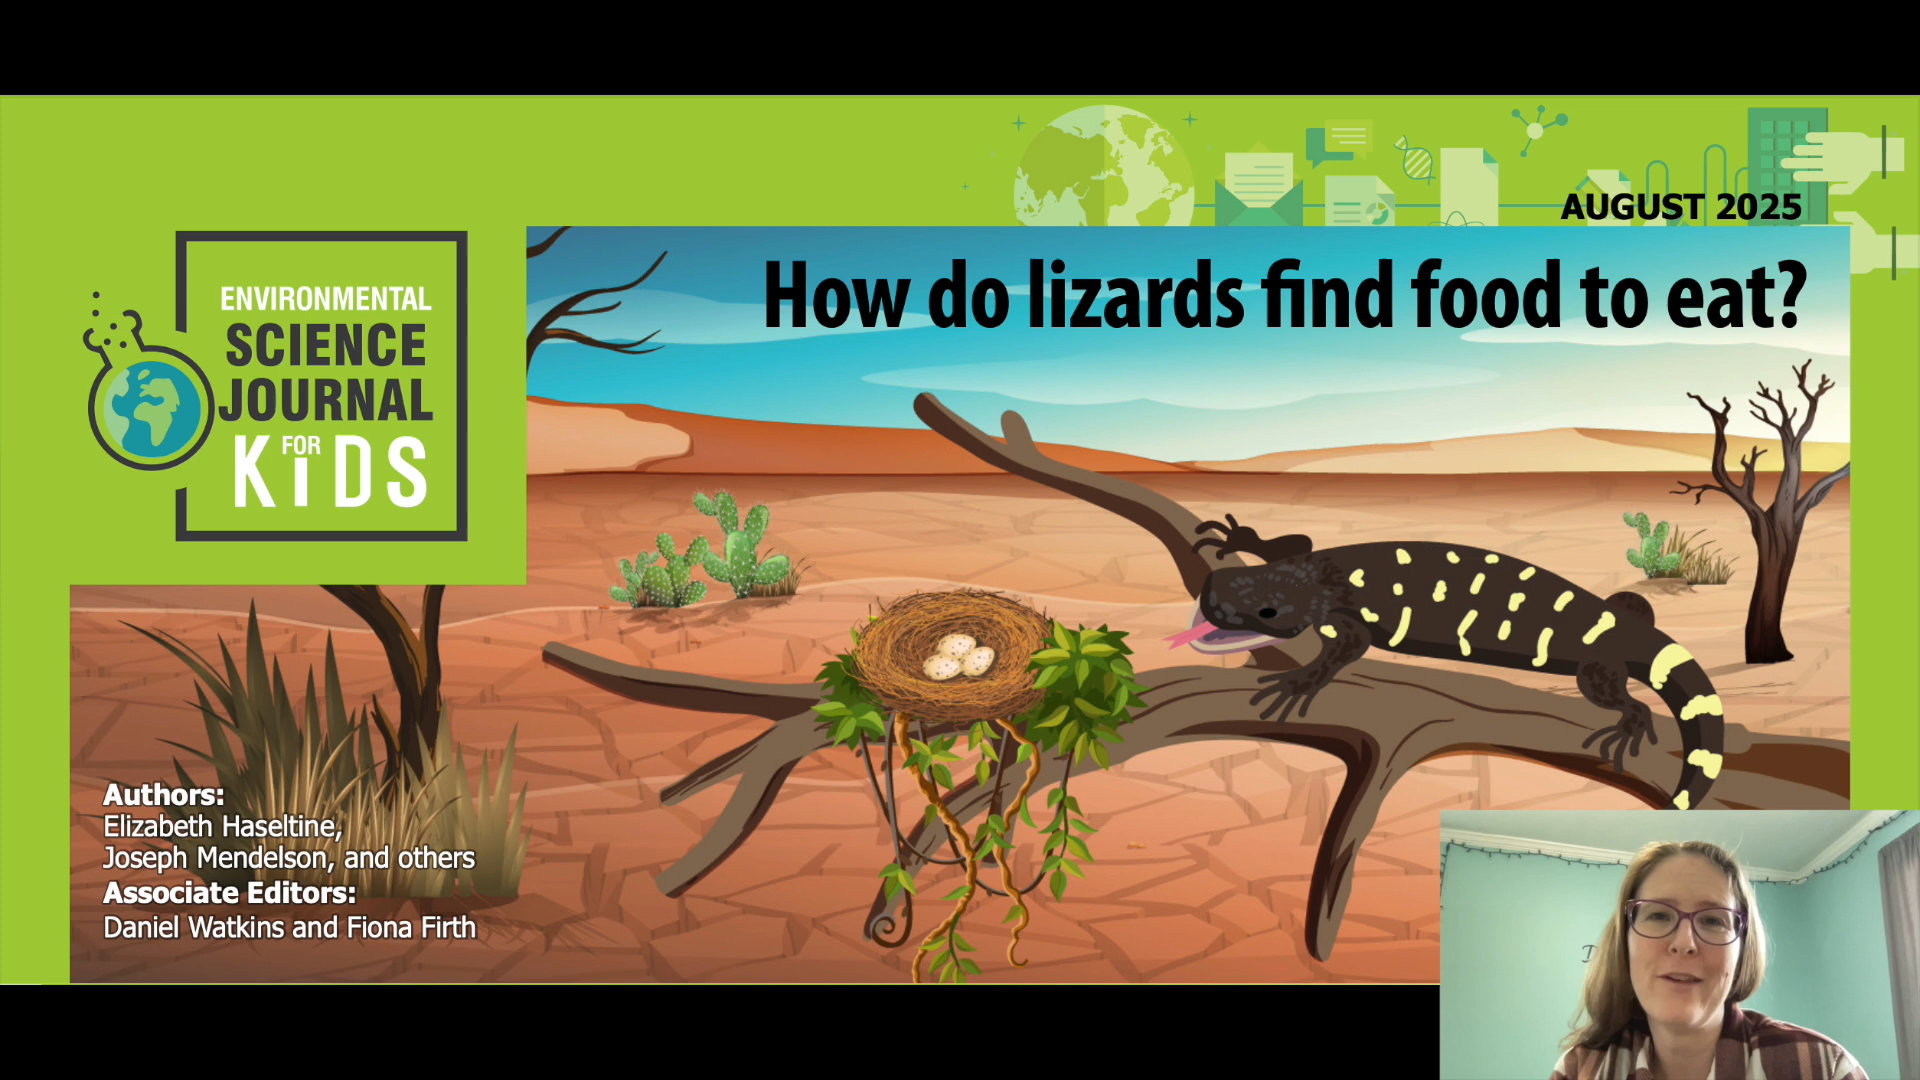 AUGUST 2025
How do lizards find food to eat?
ENVIRONMENTAL
SCIENCE
JOURNAL
FOR
KiDS
Authors:
Elizabeth Haseltine,
Joseph Mendelson, and others
Associate Editors:
Daniel Watkins and Fiona Firth